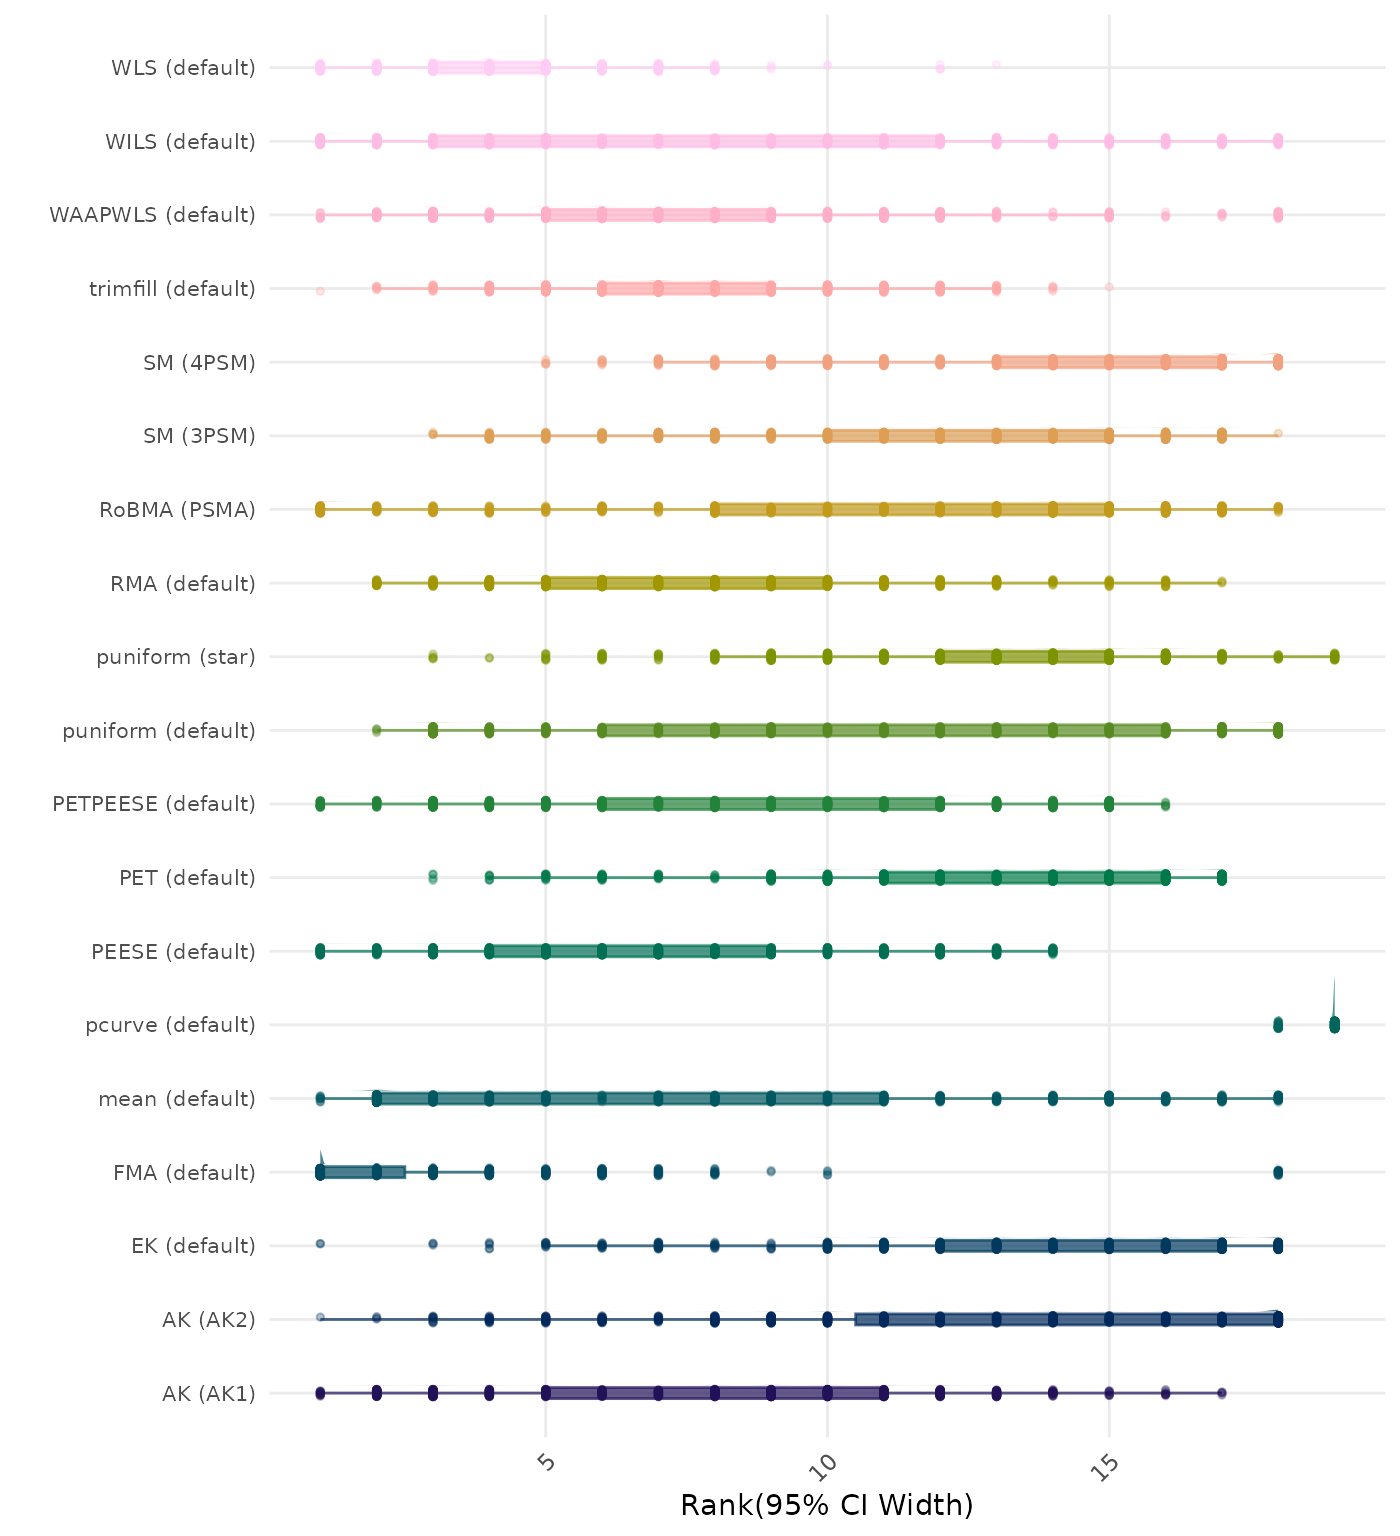 WLS (default)
WILS (default)
WAAPWLS (default)
trimfill (default)
SM (4PSM)
SM (3PSM)
RoBMA (PSMA)
RMA (default)
puniform (star)
puniform (default)
PETPEESE (default)
PET (default)
PEESE (default)
pcurve (default)
mean (default)
FMA (default)
EK (default)
AK (AK2)
AK (AK1)
5
10
15
Rank(95% CI Width)